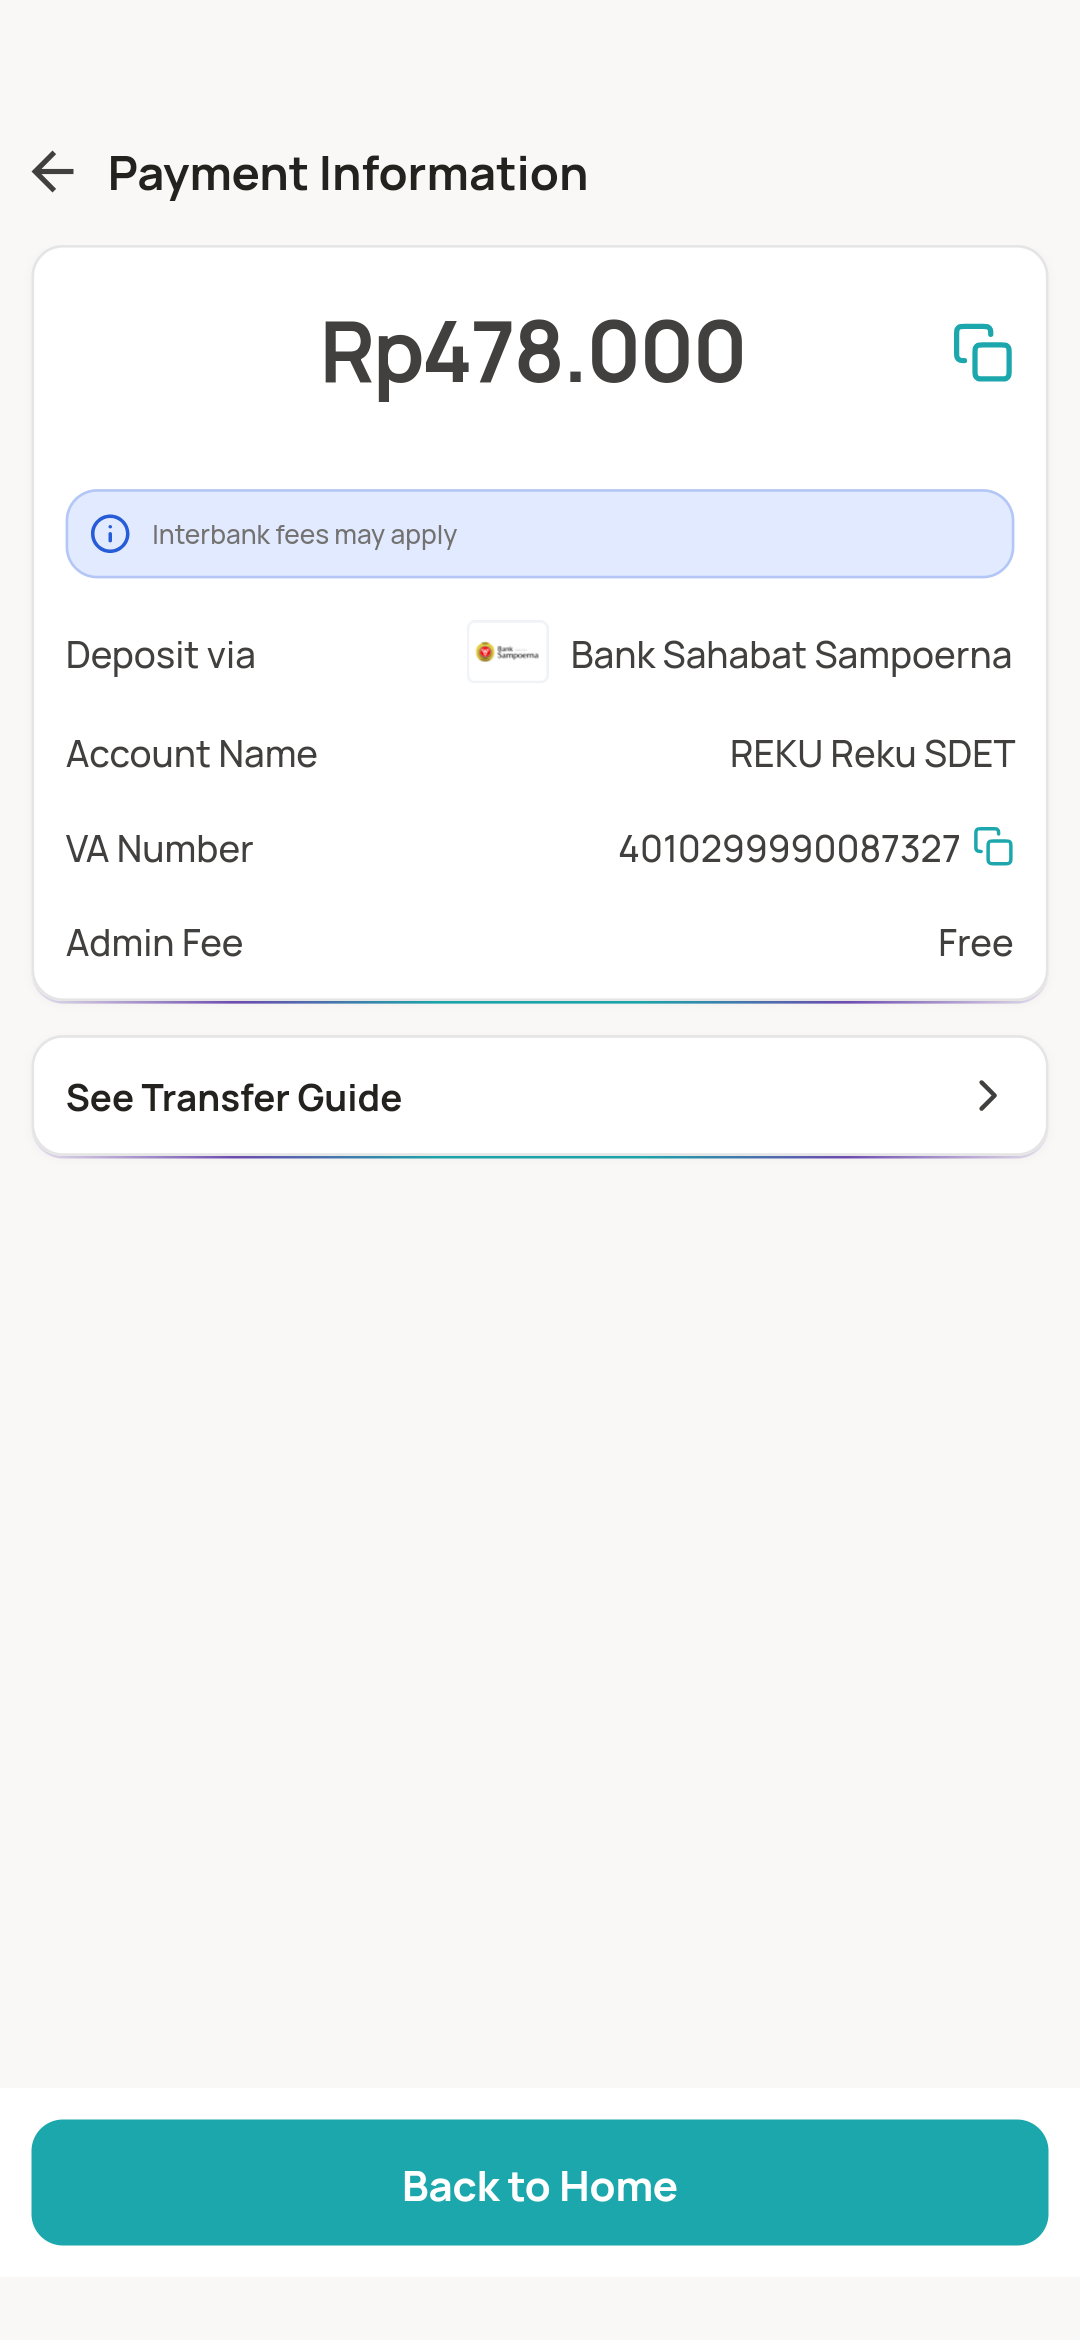 Payment Information
Rp478.000
Interbank fees may apply
Deposit via Bank Sampoerna Bank Sahabat Sampoerna
Account Name REKU Reku SDET
VA Number 4010299990087327
Admin Fee Free
See Transfer Guide
Back to Home